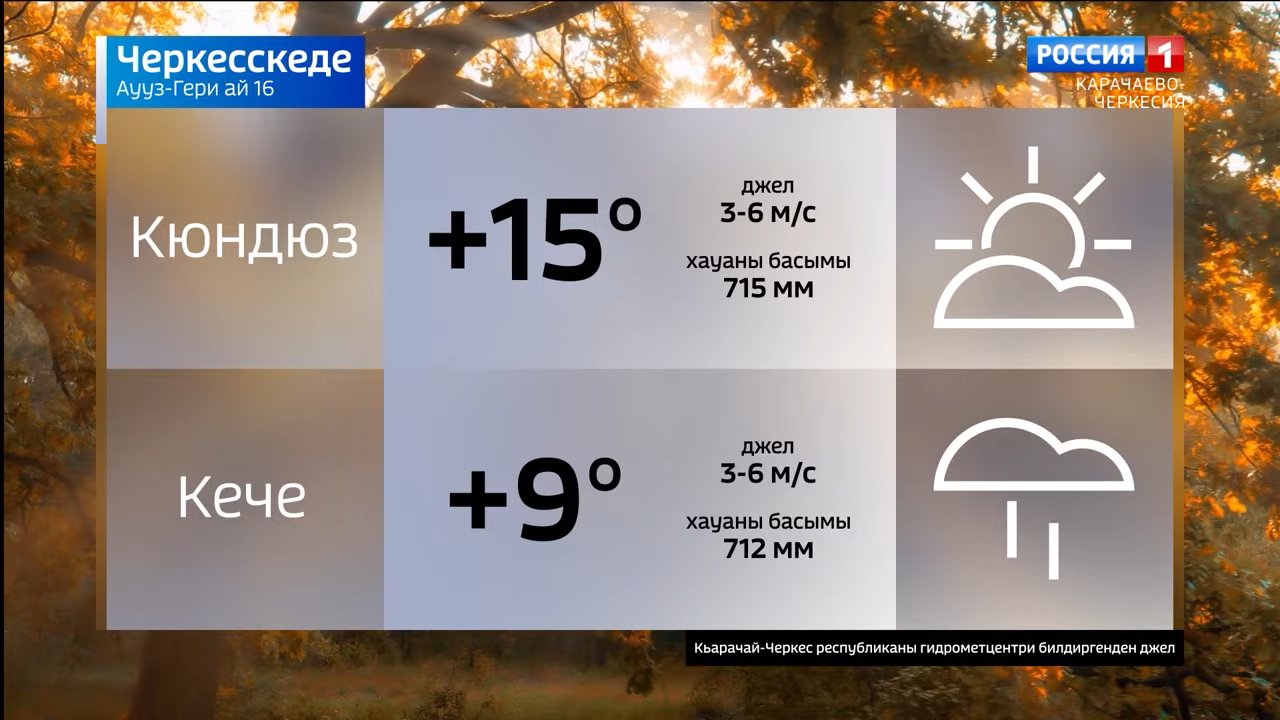 Черкесскеде
Аууз-Гери ай 16
РОССИЯ 1
КАРАЧАЕВО-
ЧЕРКЕСИЯ
Кюндюз
+15°
джел
3-6 м/с
хауаны басымы
715 мм
Кече
+9°
джел
3-6 м/с
хауаны басымы
712 мм
Кьарачай-Черкес республиканы гидрометцентри билдиргенден джел